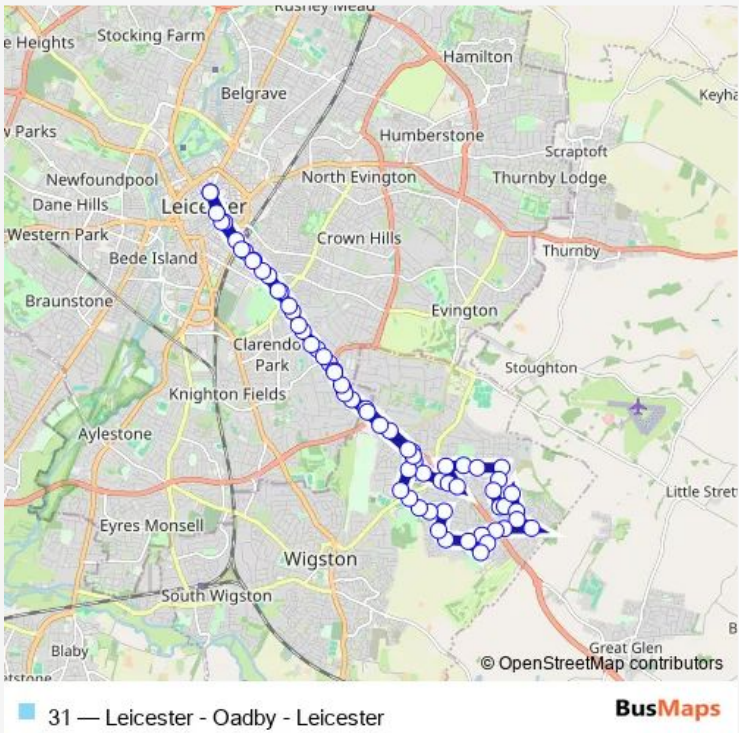 Rushey Mead
e Heights
Stocking Farm
Hamilton
Belgrave
Keyha
w Parks
Humberstone
Scraptoft
Newfoundpool
North Evington
Thurnby Lodge
Dane Hills
Leicester
Western Park
Crown Hills
Thurnby
Bede Island
Braunstone
Evington
Clarendo
Park
Stoughton
Knighton Fields
Aylestone
Little Stret
Eyres Monsell
Wigston
South Wigston
Blaby
Great Glen
B
etstone
© OpenStreetMap contributors
31 — Leicester - Oadby - Leicester
BusMaps